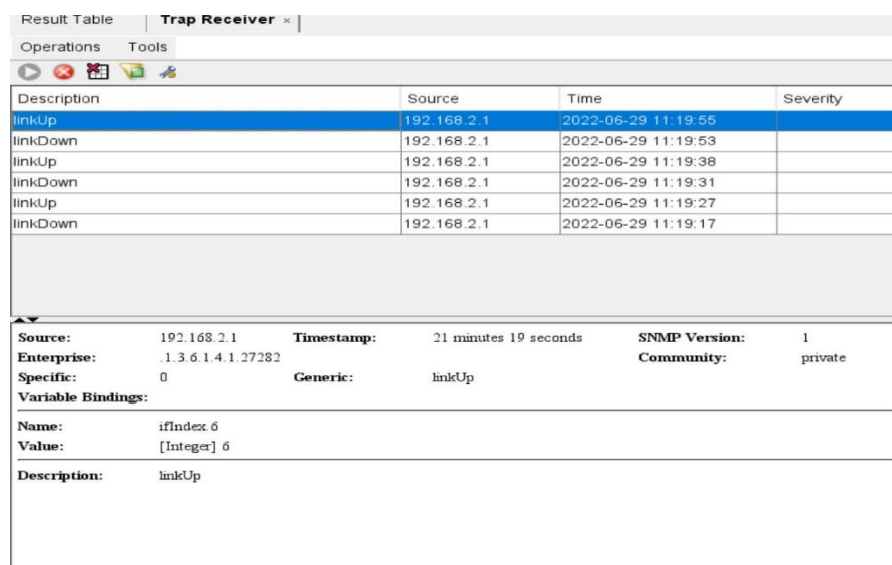 Result Table Trap Receiver ×
Operations Tools
Description Source Time Severity
linkUp 192.168.2.1 2022-06-29 11:19:55
linkDown 192.168.2.1 2022-06-29 11:19:53
linkUp 192.168.2.1 2022-06-29 11:19:38
linkDown 192.168.2.1 2022-06-29 11:19:31
linkUp 192.168.2.1 2022-06-29 11:19:27
linkDown 192.168.2.1 2022-06-29 11:19:17
Source: 192.168.2.1 Timestamp: 21 minutes 19 seconds SNMP Version: 1
Enterprise: .1.3.6.1.4.1.27282 Community: private
Specific: 0 Generic: linkUp
Variable Bindings:
Name: ifIndex.6
Value: [Integer] 6
Description: linkUp